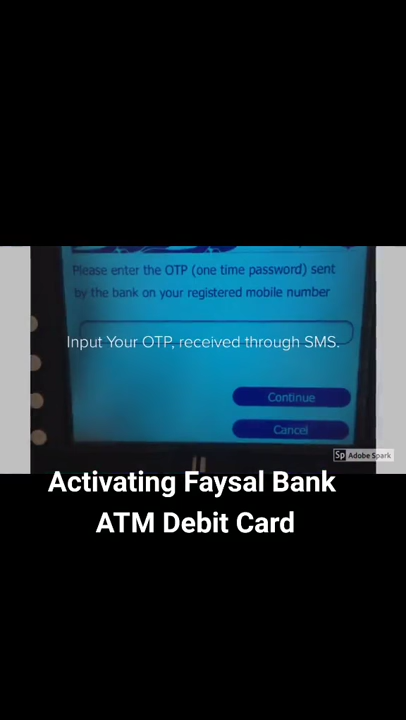 Please enter the OTP (one time password) sent
by the bank on your registered mobile number
Input Your OTP, received through SMS.
Continue
Cancel
Sp Adobe Spark
Activating Faysal Bank
ATM Debit Card